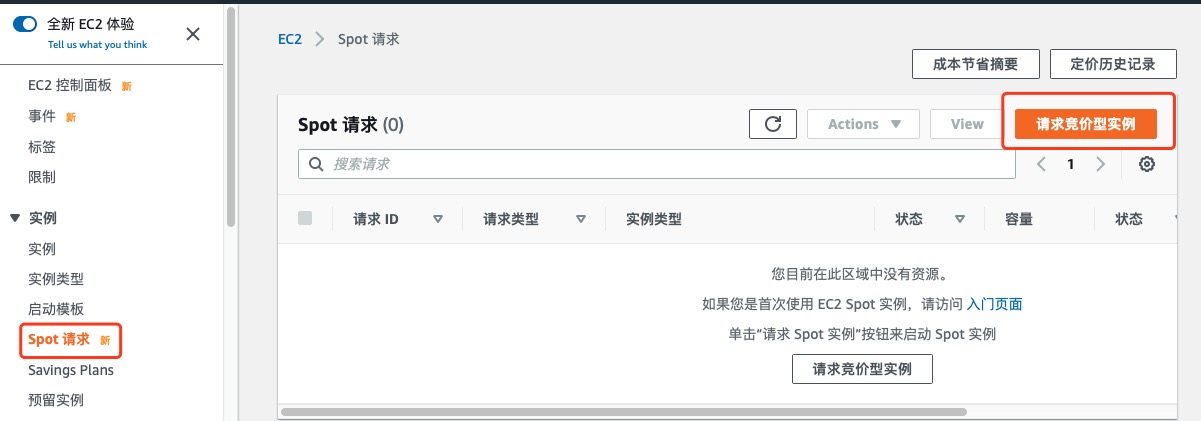 全新 EC2 体验
Tell us what you think
EC2 控制面板 新
事件 新
标签
限制
实例
实例
实例类型
启动模板
Spot 请求 新
Savings Plans
预留实例
EC2 > Spot 请求
成本节省摘要 定价历史记录
Spot 请求 (0) Actions View 请求竞价型实例
搜索请求 1
请求 ID 请求类型 实例类型 状态 容量 状态
您目前在此区域中没有资源。
如果您是首次使用 EC2 Spot 实例，请访问 入门页面
单击“请求 Spot 实例”按钮来启动 Spot 实例
请求竞价型实例